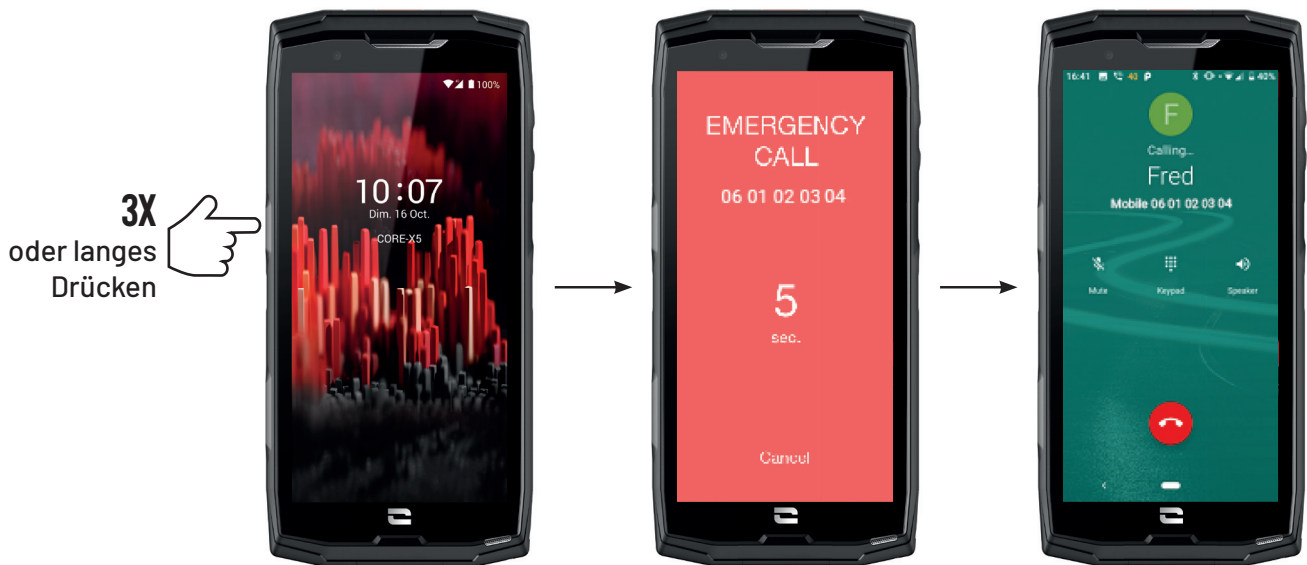 3X
oder langes
Drücken
100%
10:07
Dim. 16 Oct.
CORE-X5
EMERGENCY
CALL
06 01 02 03 04
5
sec.
Cancel
16:41 40 P 40%
F
Calling...
Fred
Mobile 06 01 02 03 04
Mute Keypad Speaker